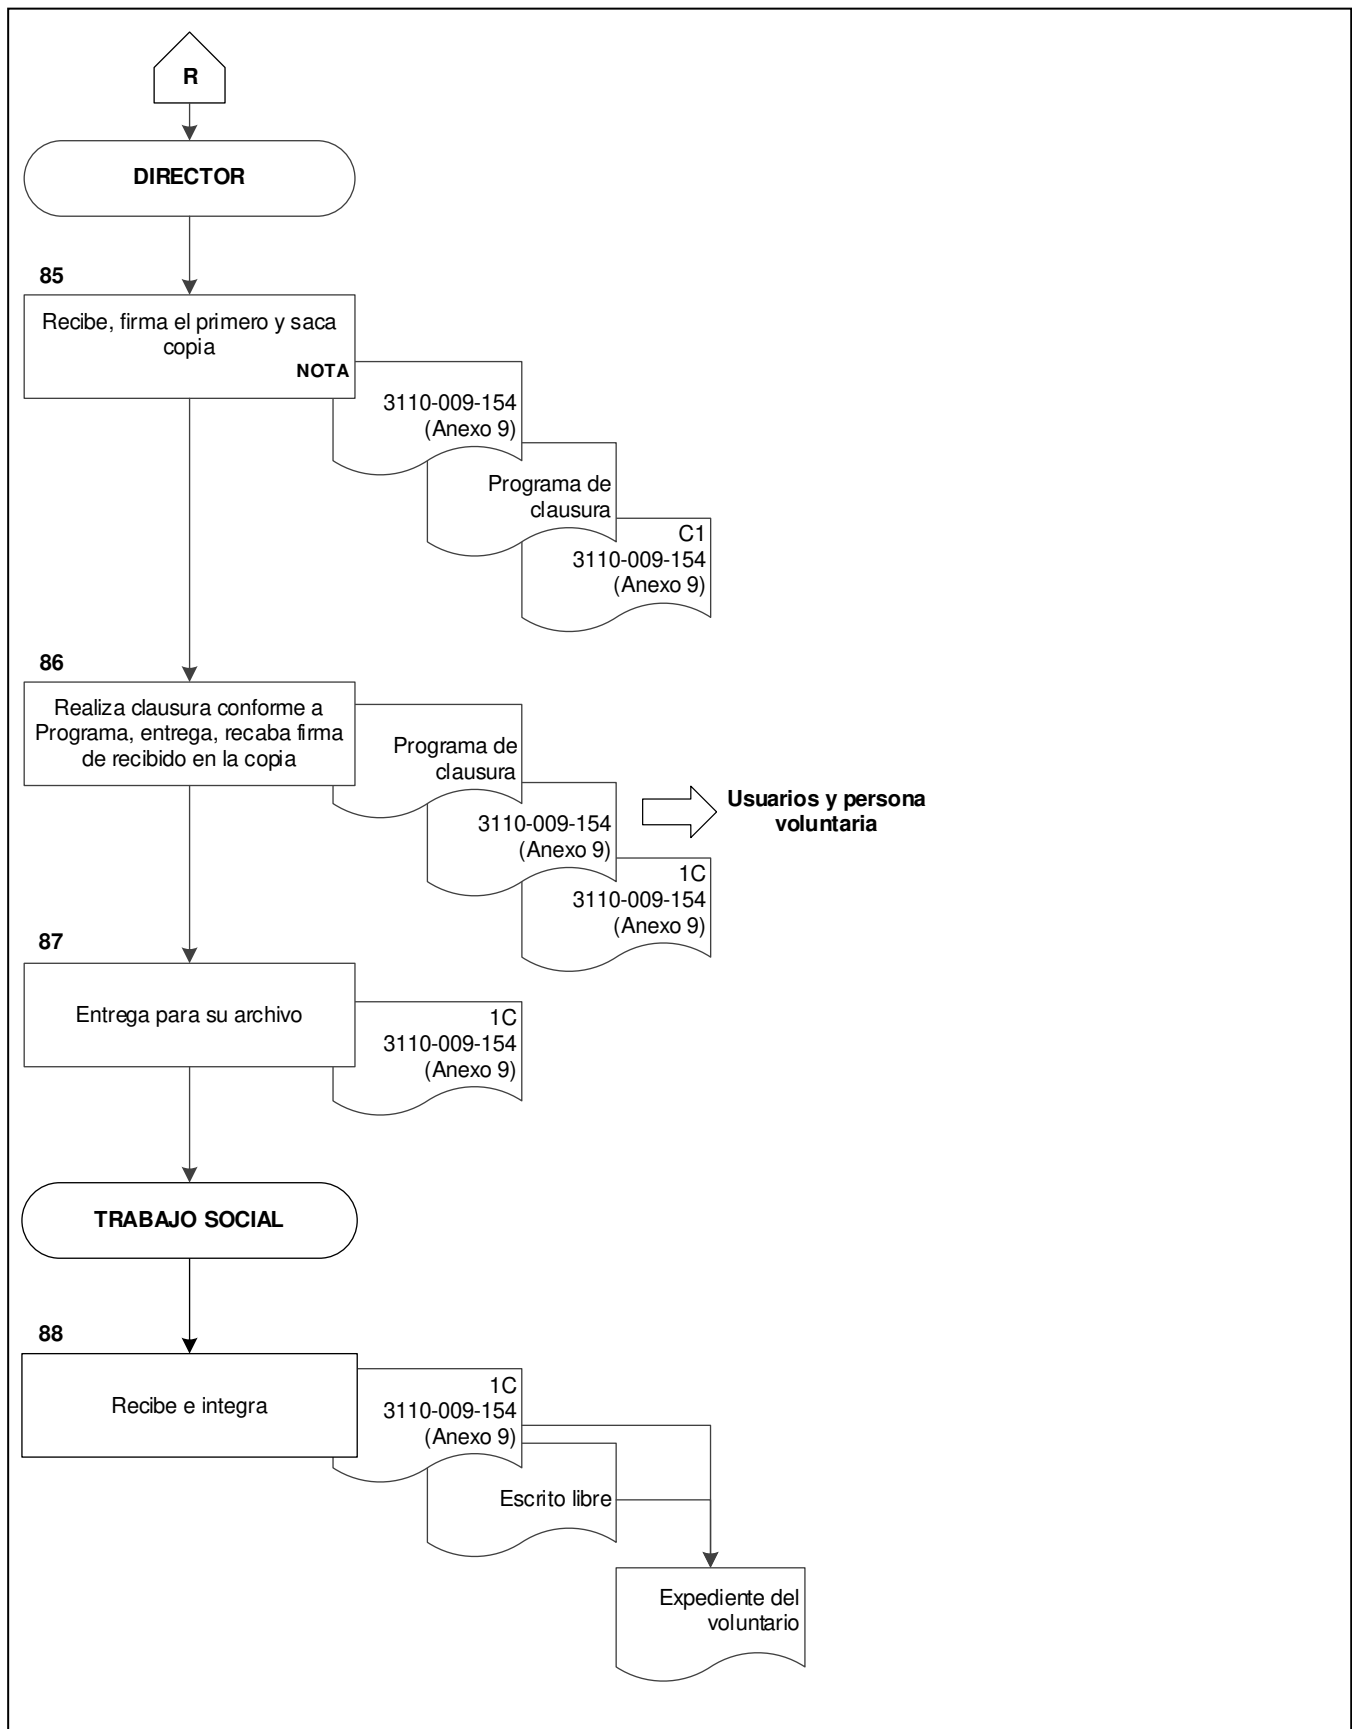 R
DIRECTOR
85
Recibe, firma el primero y saca
copia
NOTA
3110-009-154
(Anexo 9)
Programa de
clausura
C1
3110-009-154
(Anexo 9)
86
Realiza clausura conforme a
Programa, entrega, recaba firma
de recibido en la copia
Programa de
clausura
3110-009-154
(Anexo 9)
Usuarios y persona
voluntaria
1C
3110-009-154
(Anexo 9)
87
Entrega para su archivo
1C
3110-009-154
(Anexo 9)
TRABAJO SOCIAL
88
Recibe e integra
1C
3110-009-154
(Anexo 9)
Escrito libre
Expediente del
voluntario